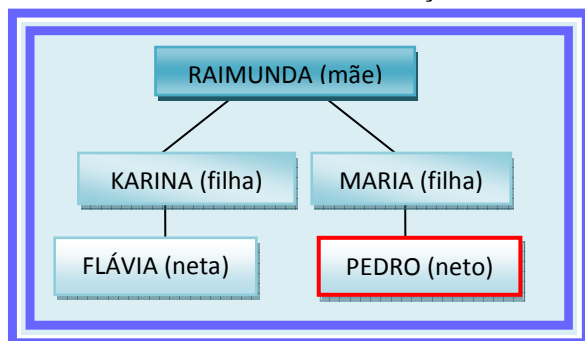 RAIMUNDA (mãe)
KARINA (filha)
MARIA (filha)
FLÁVIA (neta)
PEDRO (neto)